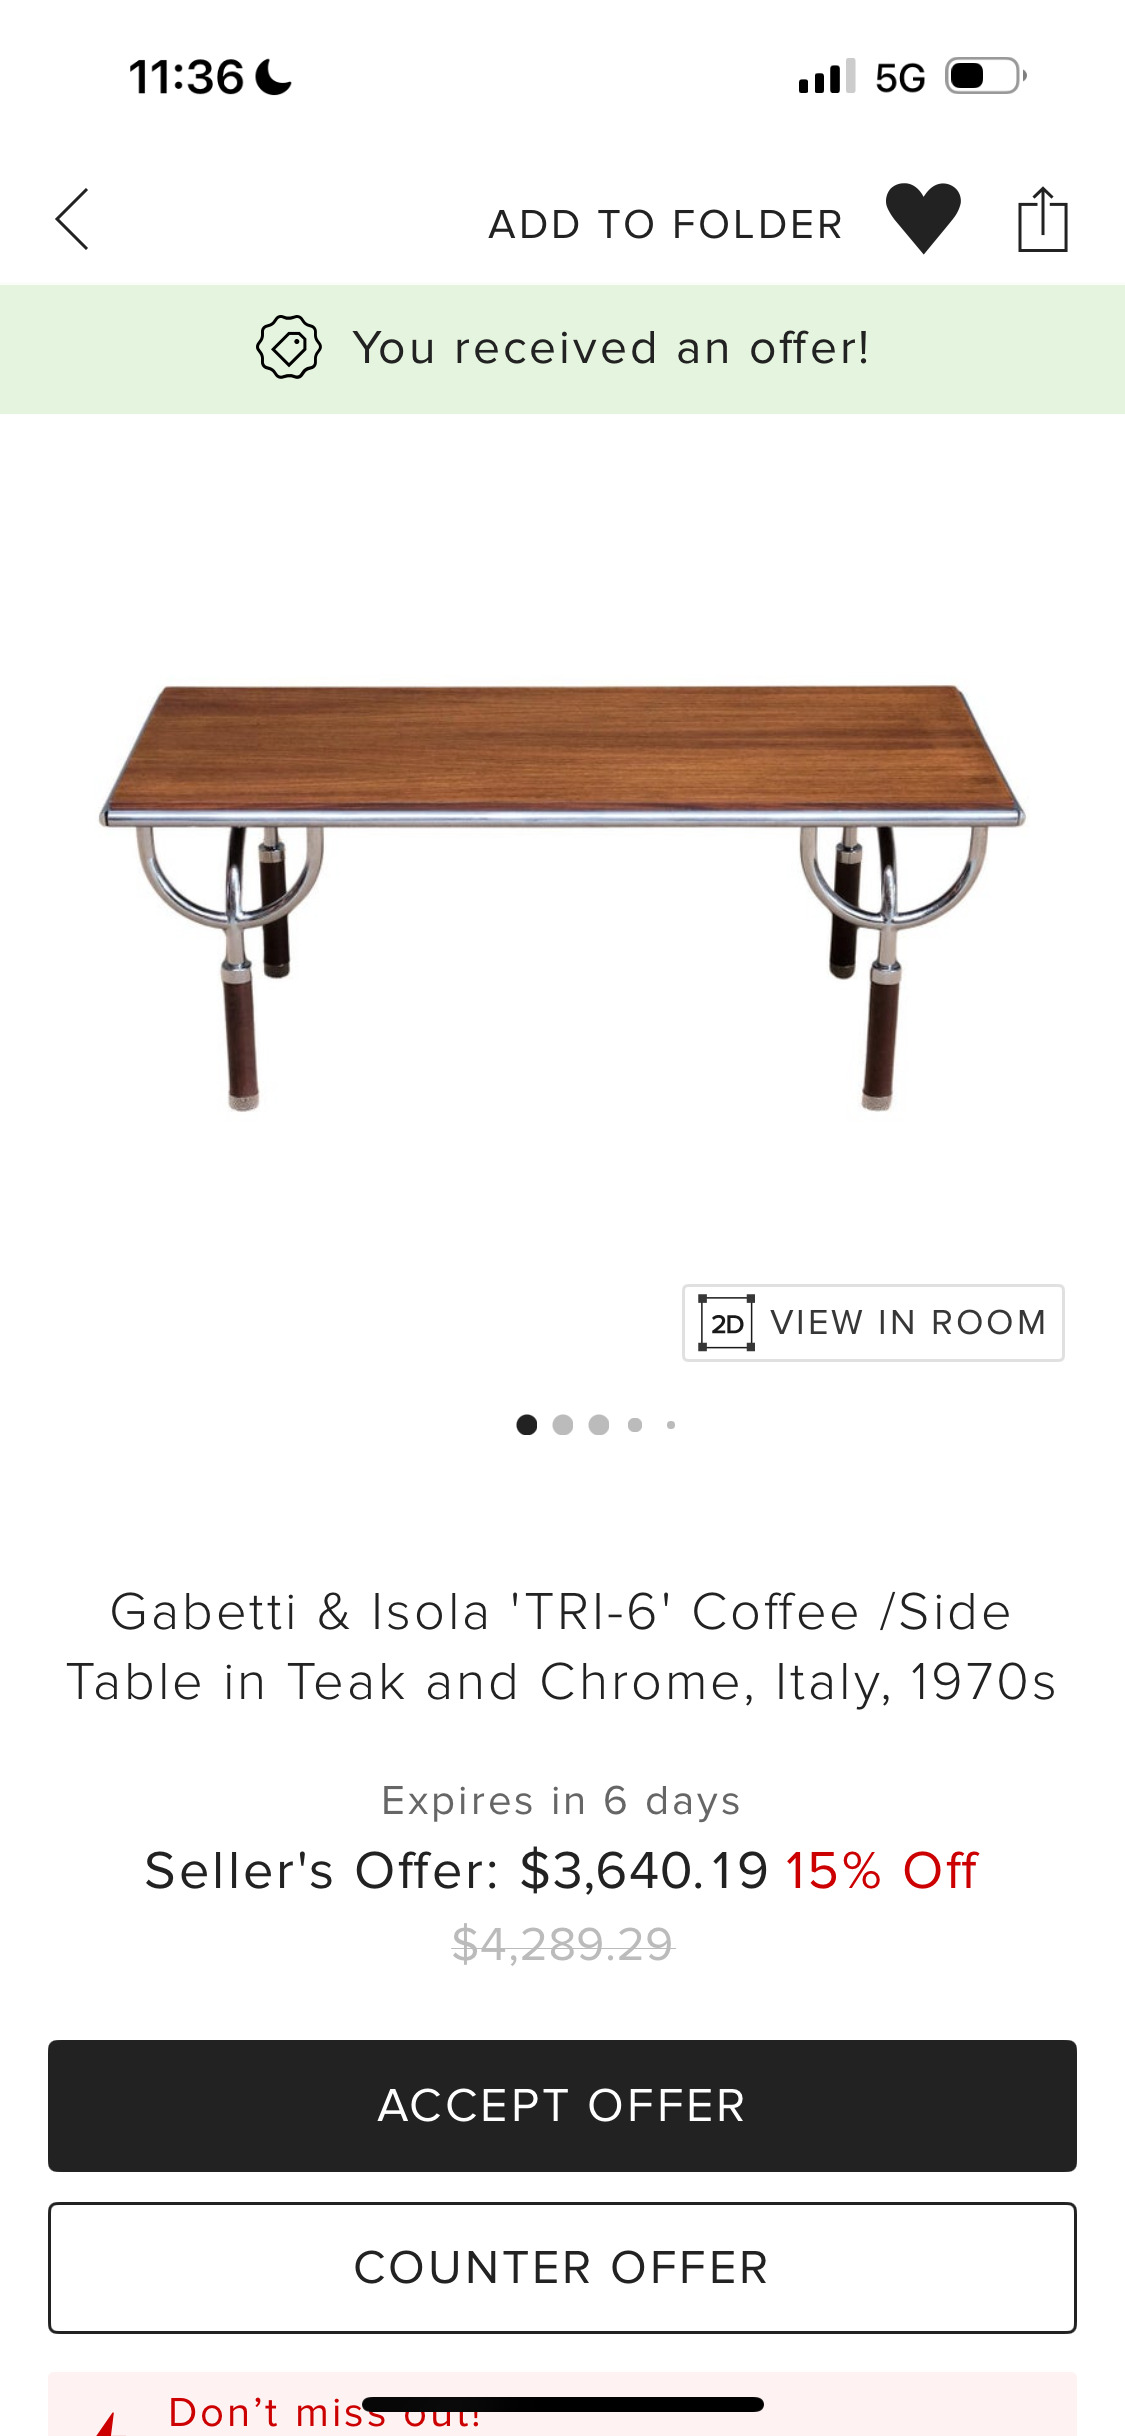 11:36
5G
ADD TO FOLDER
You received an offer!
2D VIEW IN ROOM
Gabetti & Isola 'TRI-6' Coffee /Side
Table in Teak and Chrome, Italy, 1970s
Expires in 6 days
Seller's Offer: $3,640.19 15% Off
$4,289.29
ACCEPT OFFER
COUNTER OFFER
Don’t miss out!